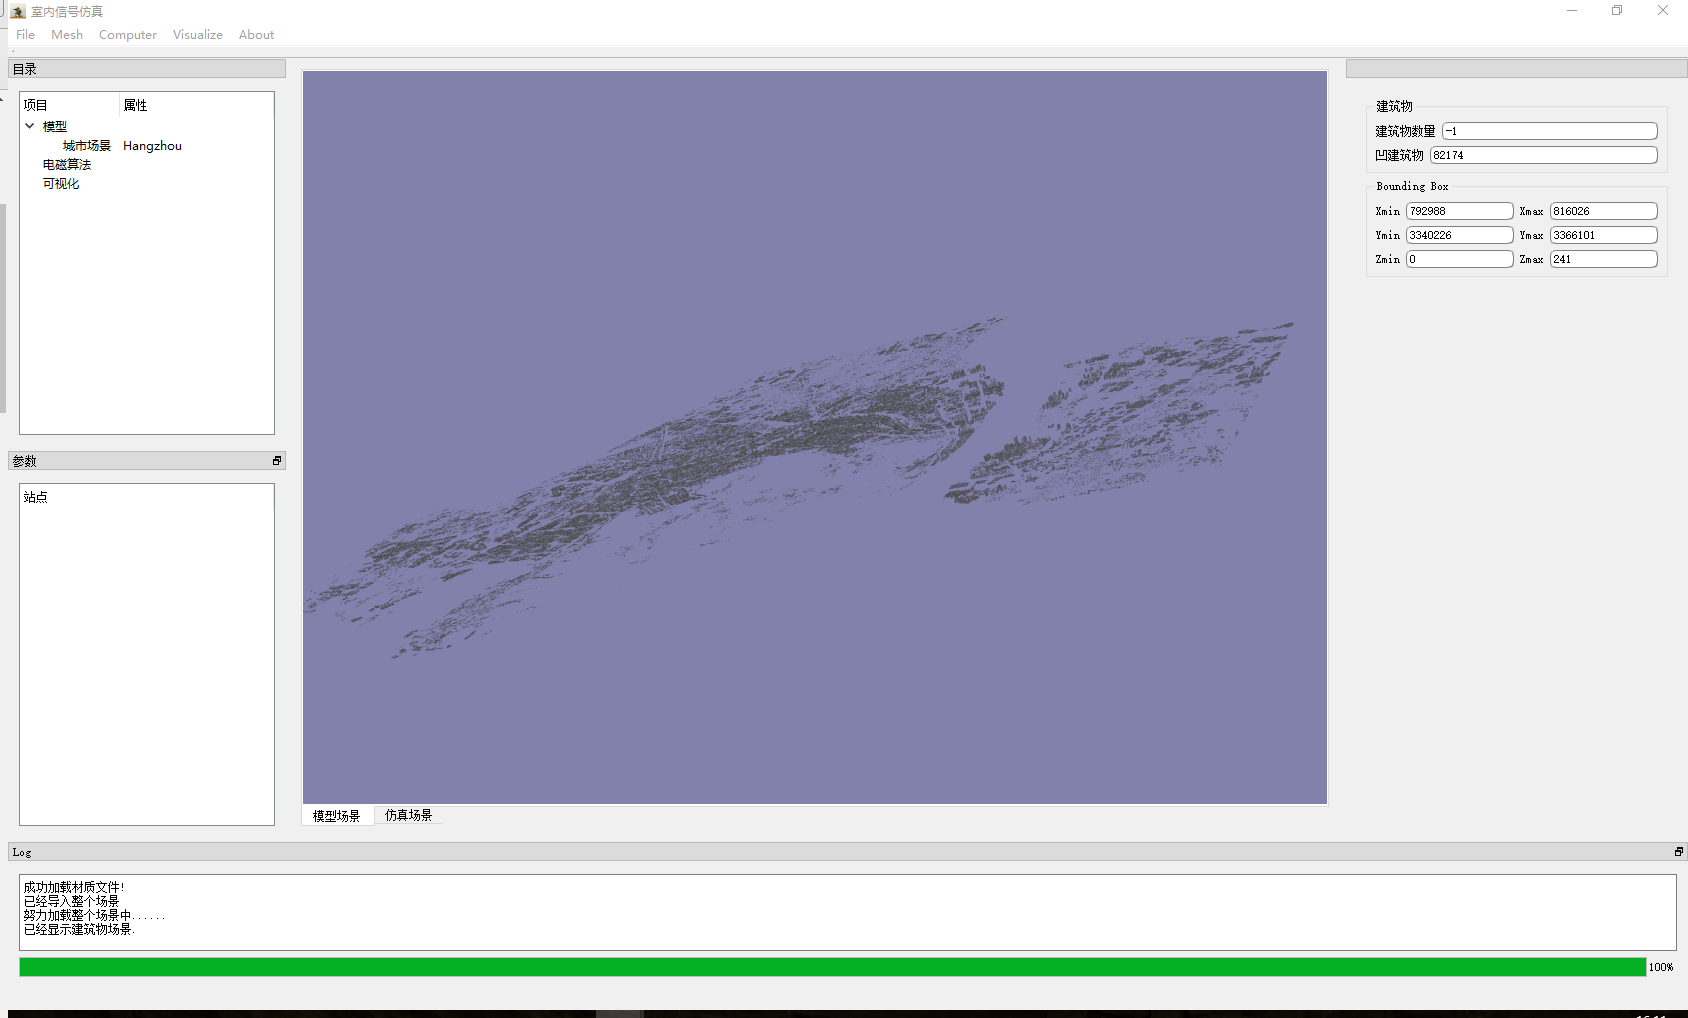 室内信号仿真
File Mesh Computer Visualize About
目录
项目 属性
模型
城市场景 Hangzhou
电磁算法
可视化
参数
站点
模型场景 仿真场景
建筑物
建筑物数量 -1
凹建筑物 82174
Bounding Box
Xmin 792988 Xmax 816026
Ymin 3340226 Ymax 3366101
Zmin 0 Zmax 241
Log
成功加载材质文件!
已经导入整个场景
努力加载整个场景中......
已经显示建筑物场景.
100%